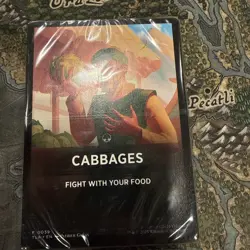 Pecatli
CABBAGES
FIGHT WITH YOUR FOOD